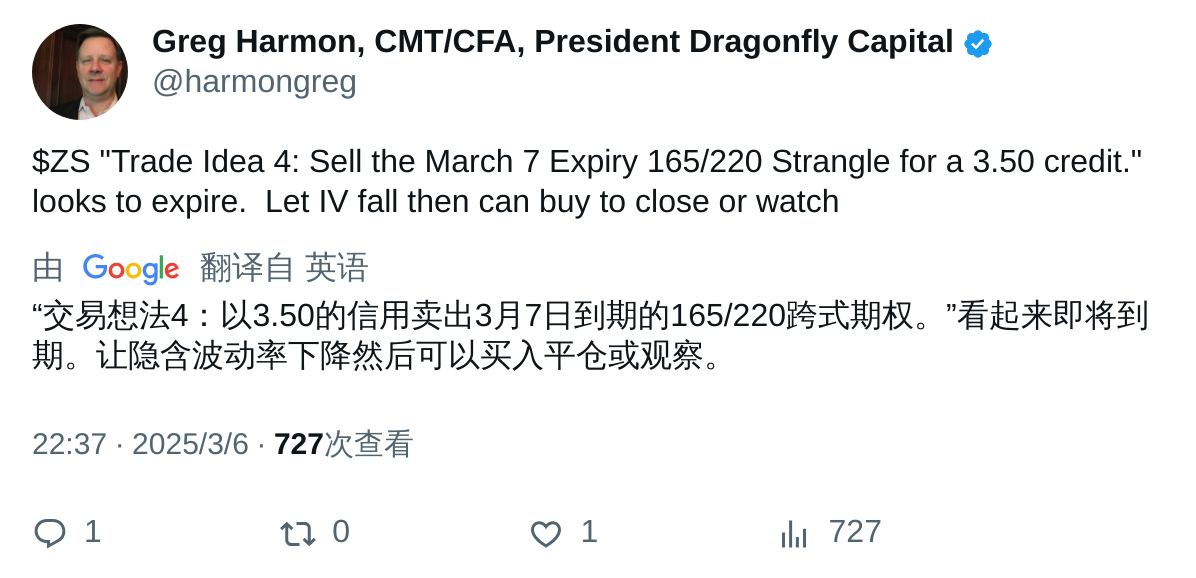 Greg Harmon, CMT/CFA, President Dragonfly Capital
@harmongreg
$ZS "Trade Idea 4: Sell the March 7 Expiry 165/220 Strangle for a 3.50 credit."
looks to expire.  Let IV fall then can buy to close or watch
由 Google 翻译自 英语
“交易想法4：以3.50的信用卖出3月7日到期的165/220跨式期权。”看起来即将到
期。让隐含波动率下降然后可以买入平仓或观察。
22:37 · 2025/3/6 · 727次查看
1 0 1 727